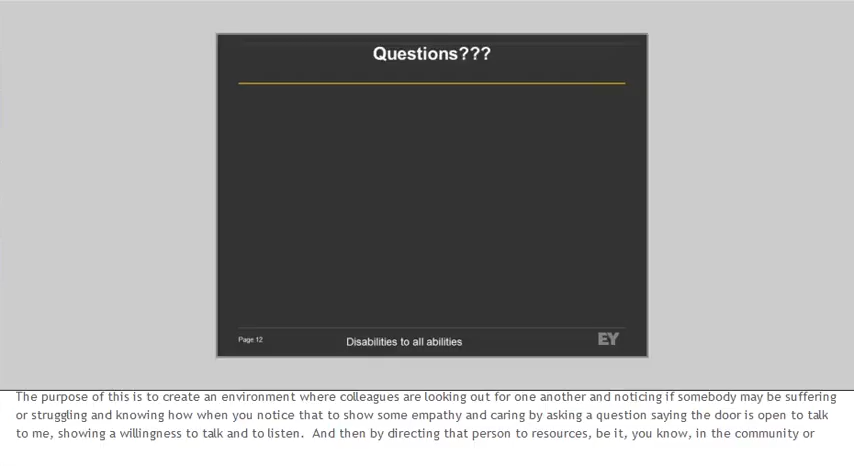 Questions???
Page 12
Disabilities to all abilities
EY
The purpose of this is to create an environment where colleagues are looking out for one another and noticing if somebody may be suffering
or struggling and knowing how when you notice that to show some empathy and caring by asking a question saying the door is open to talk
to me, showing a willingness to talk and to listen.  And then by directing that person to resources, be it, you know, in the community or